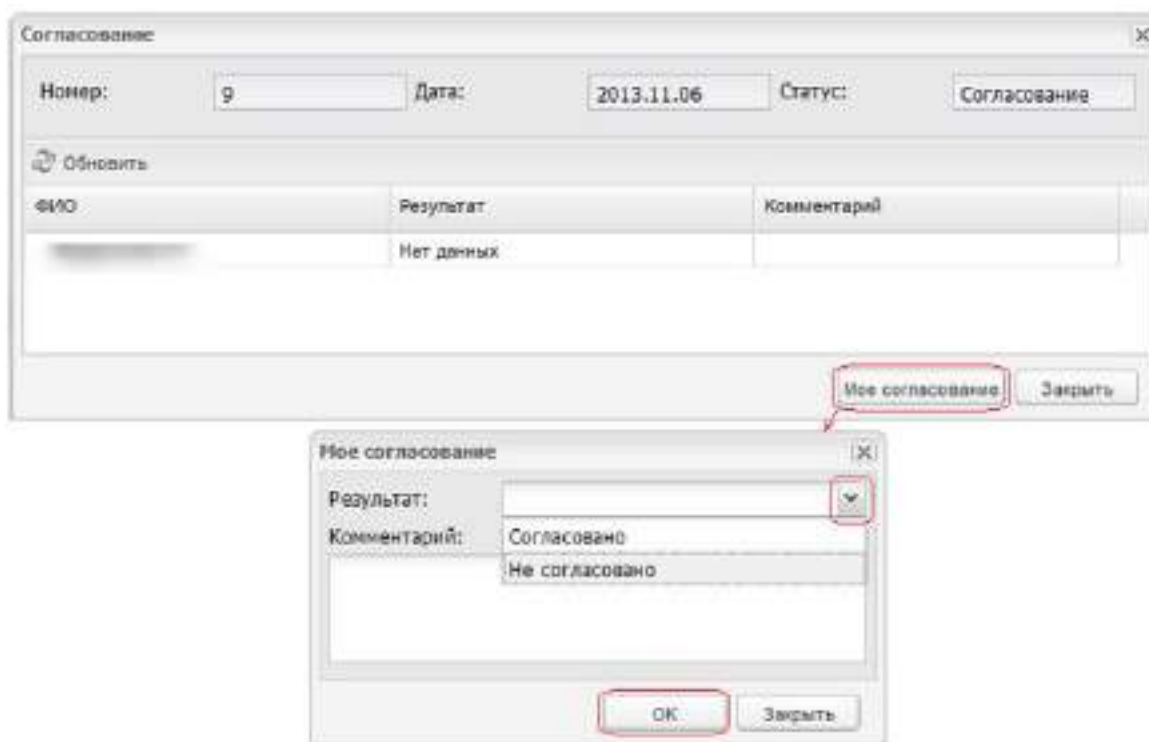 Согласование
Номер: 9 Дата: 2013.11.06 Статус: Согласование
Обновить
ФИО Результат Комментарий
Нет данных
Мое согласование Закрыть
Мое согласование
Результат:
Комментарий: Согласовано
Не согласовано
OK Закрыть